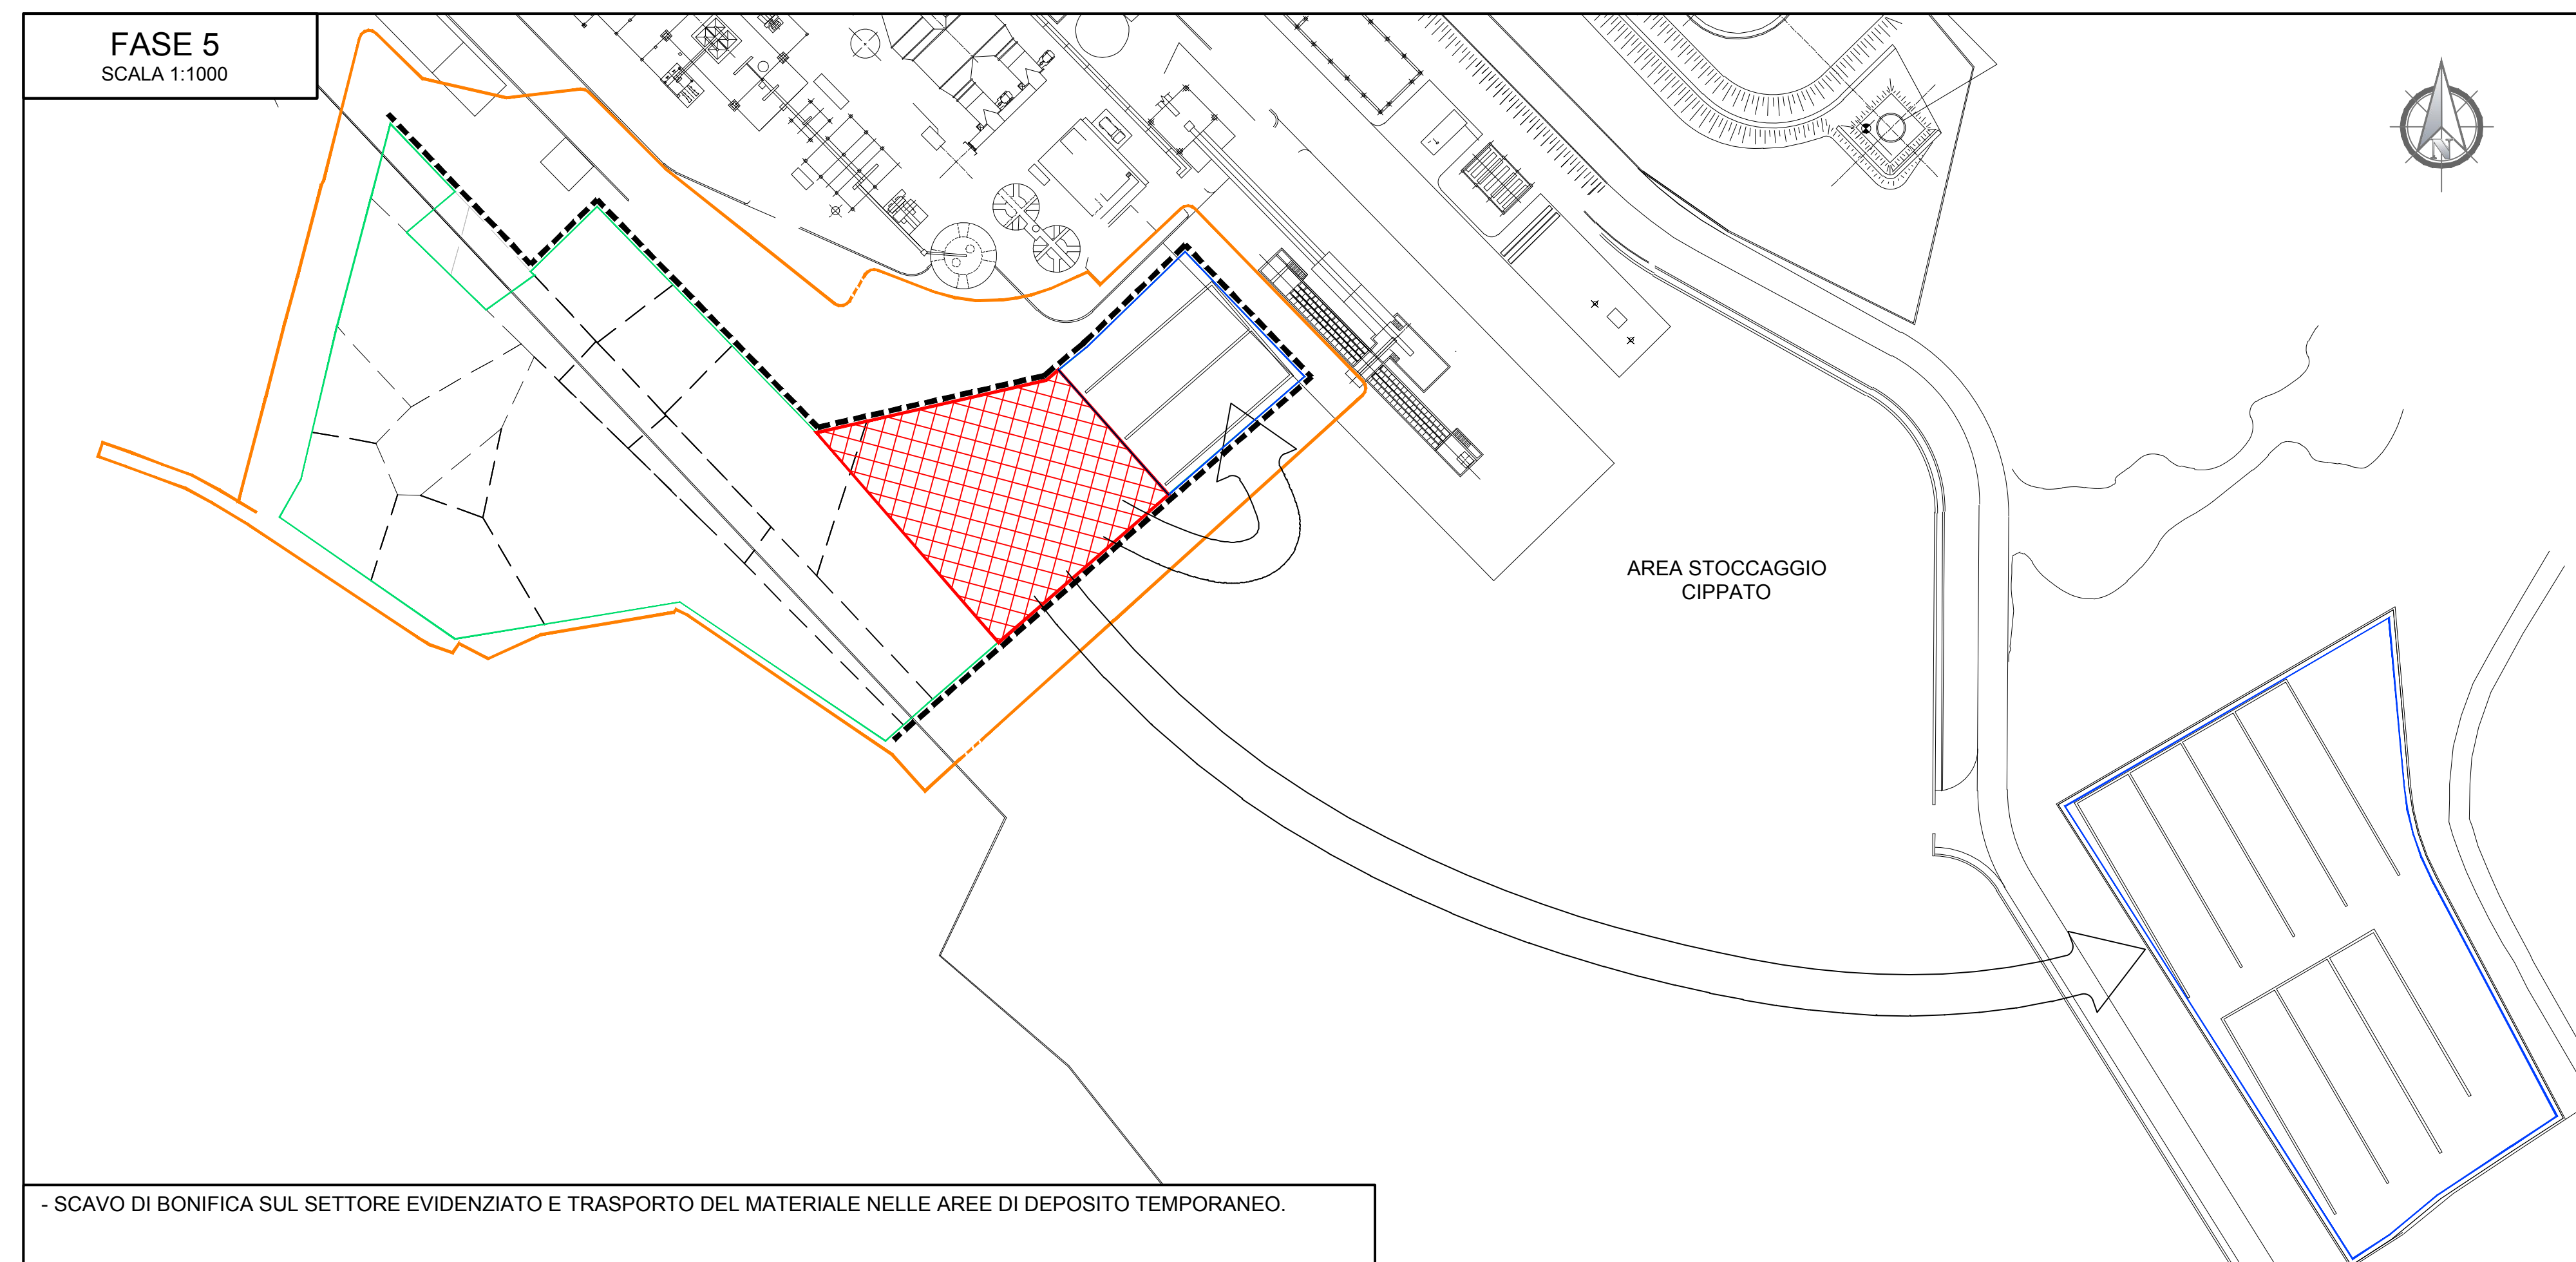 FASE 5
SCALA 1:1000
N
AREA STOCCAGGIO
CIPPATO
- SCAVO DI BONIFICA SUL SETTORE EVIDENZIATO E TRASPORTO DEL MATERIALE NELLE AREE DI DEPOSITO TEMPORANEO.